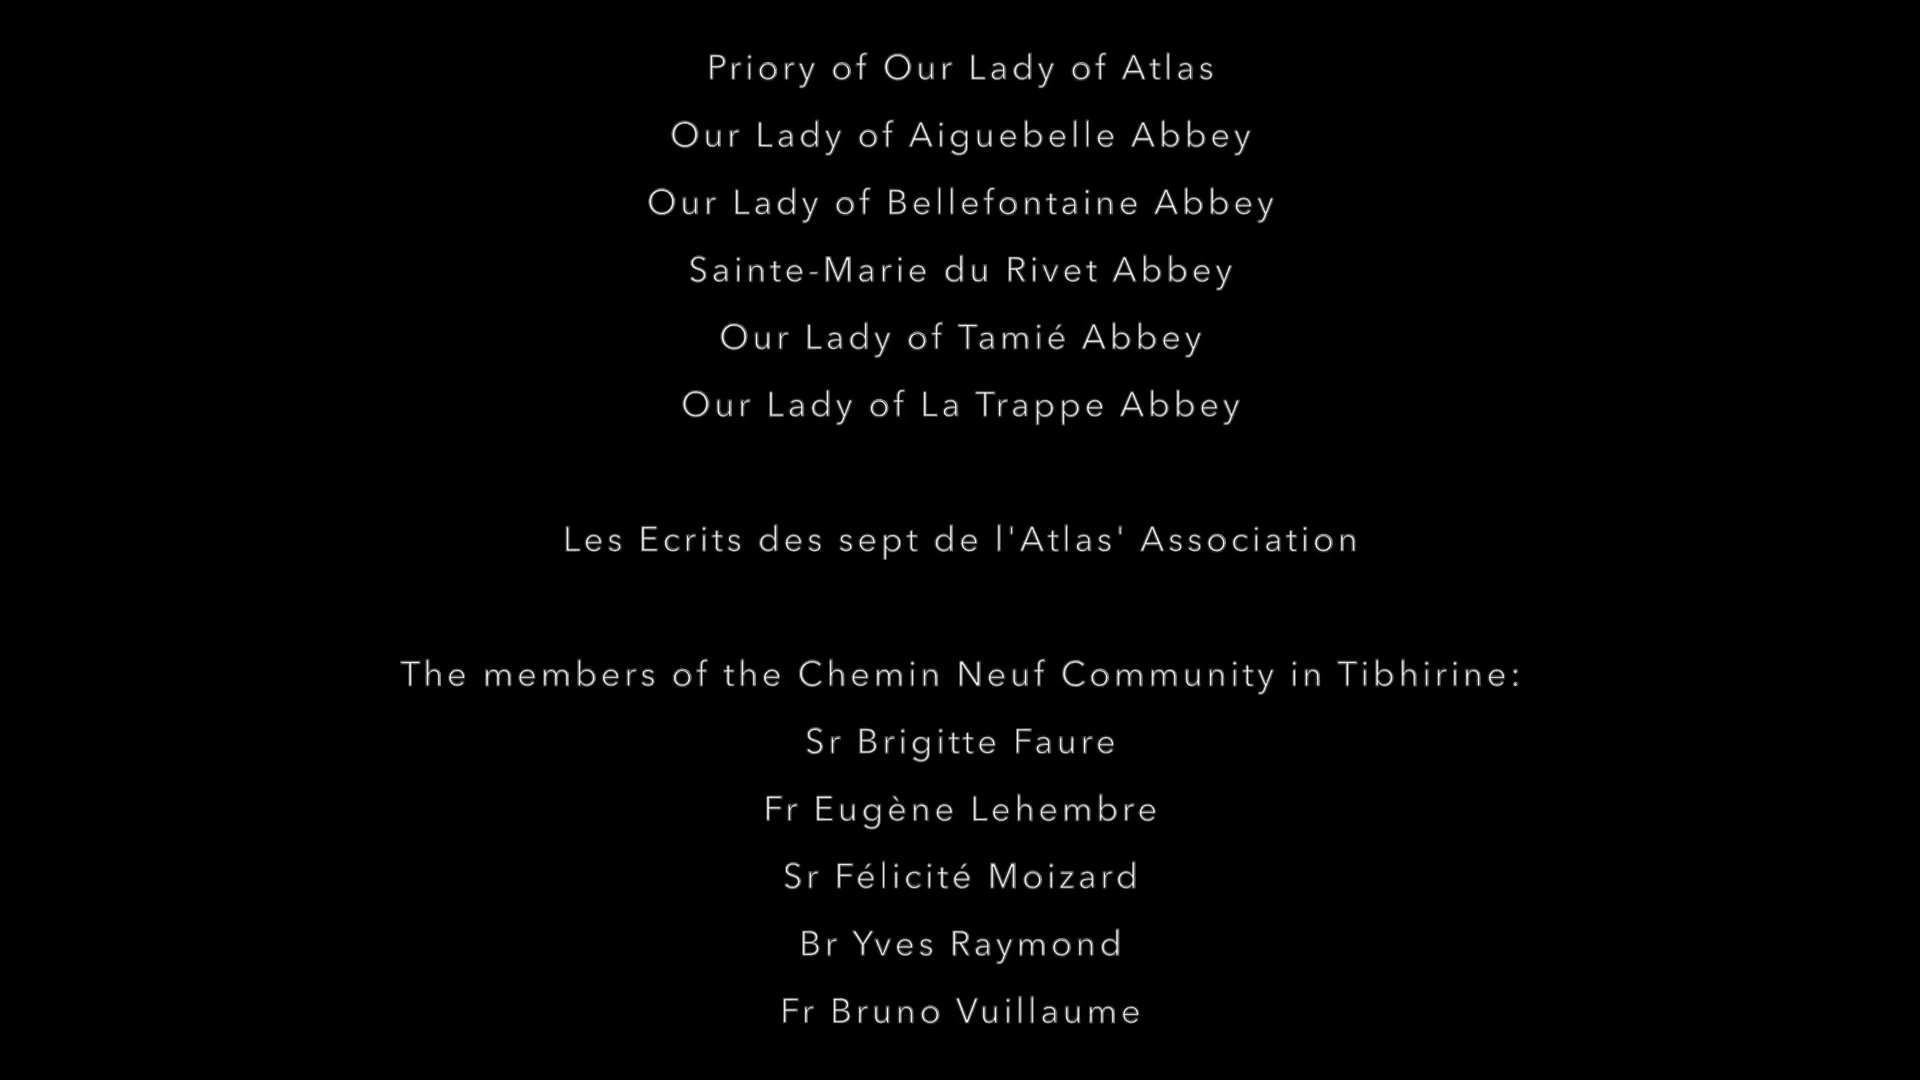 Priory of Our Lady of Atlas
Our Lady of Aiguebelle Abbey
Our Lady of Bellefontaine Abbey
Sainte-Marie du Rivet Abbey
Our Lady of Tamié Abbey
Our Lady of La Trappe Abbey
Les Ecrits des sept de l'Atlas' Association
The members of the Chemin Neuf Community in Tibhirine:
Sr Brigitte Faure
Fr Eugène Lehembre
Sr Félicité Moizard
Br Yves Raymond
Fr Bruno Vuillaume